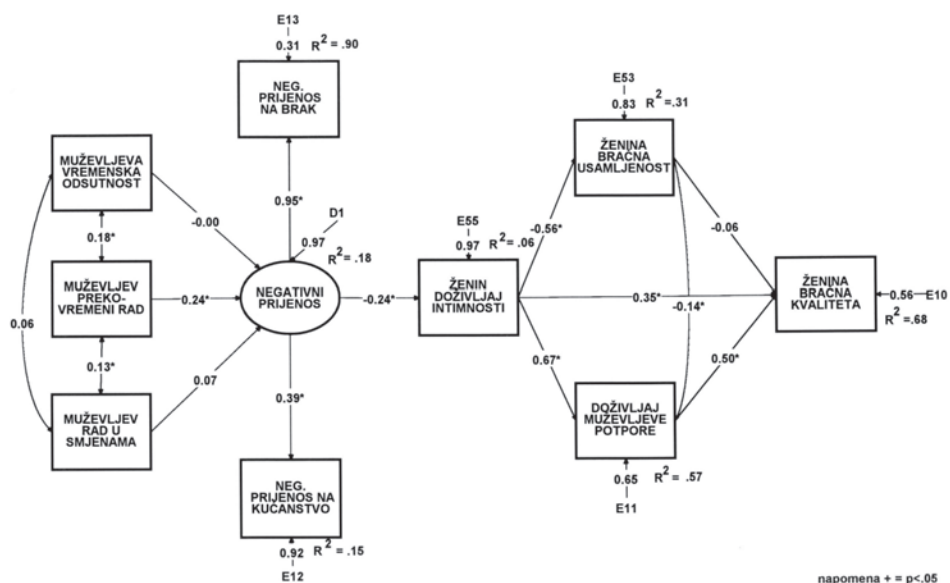 E13
0.31
R² = .90
NEG.
PRIJENOS
NA BRAK
0.95*
D1
0.97
R² = .18
MUŽEVLJEVA
VREMENSKA
ODSUTNOST
-0.00
0.18*
MUŽEVLJEV
PREKO-
VREMENI RAD
0.24*
NEGATIVNI
PRIJENOS
-0.24*
0.06
0.13*
0.07
MUŽEVLJEV
RAD U
SMJENAMA
0.39*
NEG.
PRIJENOS NA
KUĆANSTVO
0.92
R² = .15
E12
E55
0.97
R² = .06
ŽENIN
DOŽIVLJAJ
INTIMNOSTI
E53
0.83
R² =.31
ŽENINA
BRAČNA
USAMLJENOST
-0.56*
-0.06
0.35*
-0.14*
0.67*
0.50*
ŽENINA
BRAČNA
KVALITETA
0.56
E10
R² =.68
DOŽIVLJAJ
MUŽEVLJEVE
POTPORE
0.65
R² = .57
E11
napomena + = p<.05